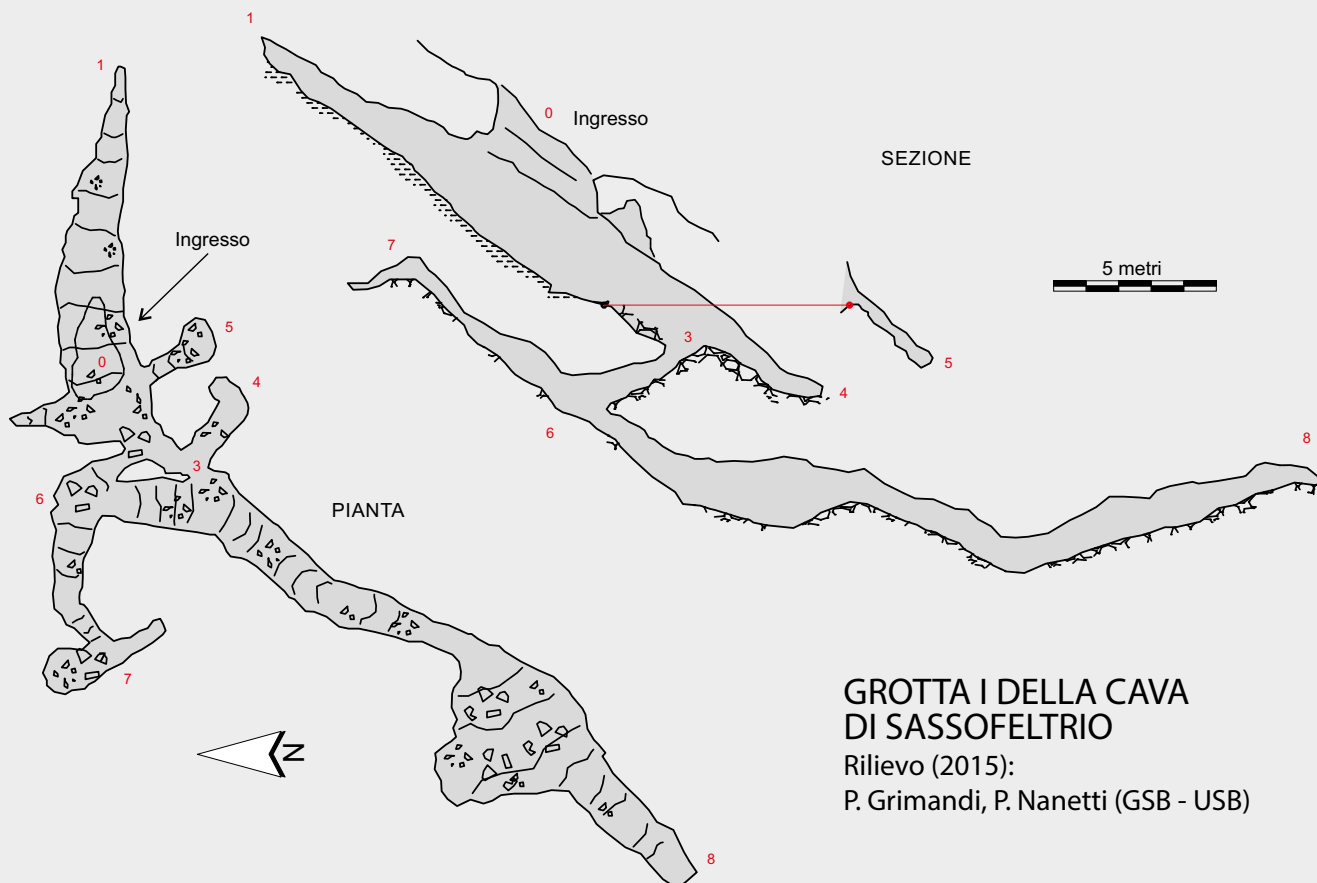 1
1
0 Ingresso
SEZIONE
Ingresso
7
5 metri
5
0
3
5
4
4
6
8
3
6
PIANTA
7
N
8
GROTTA I DELLA CAVA
DI SASSOFELTRIO
Rilievo (2015):
P. Grimandi, P. Nanetti (GSB - USB)